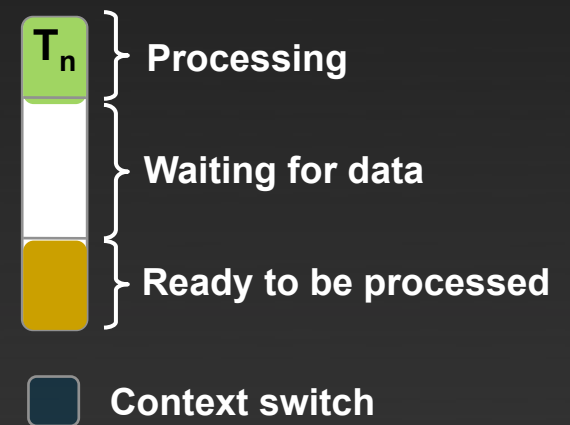 Tn
Processing
Waiting for data
Ready to be processed
Context switch